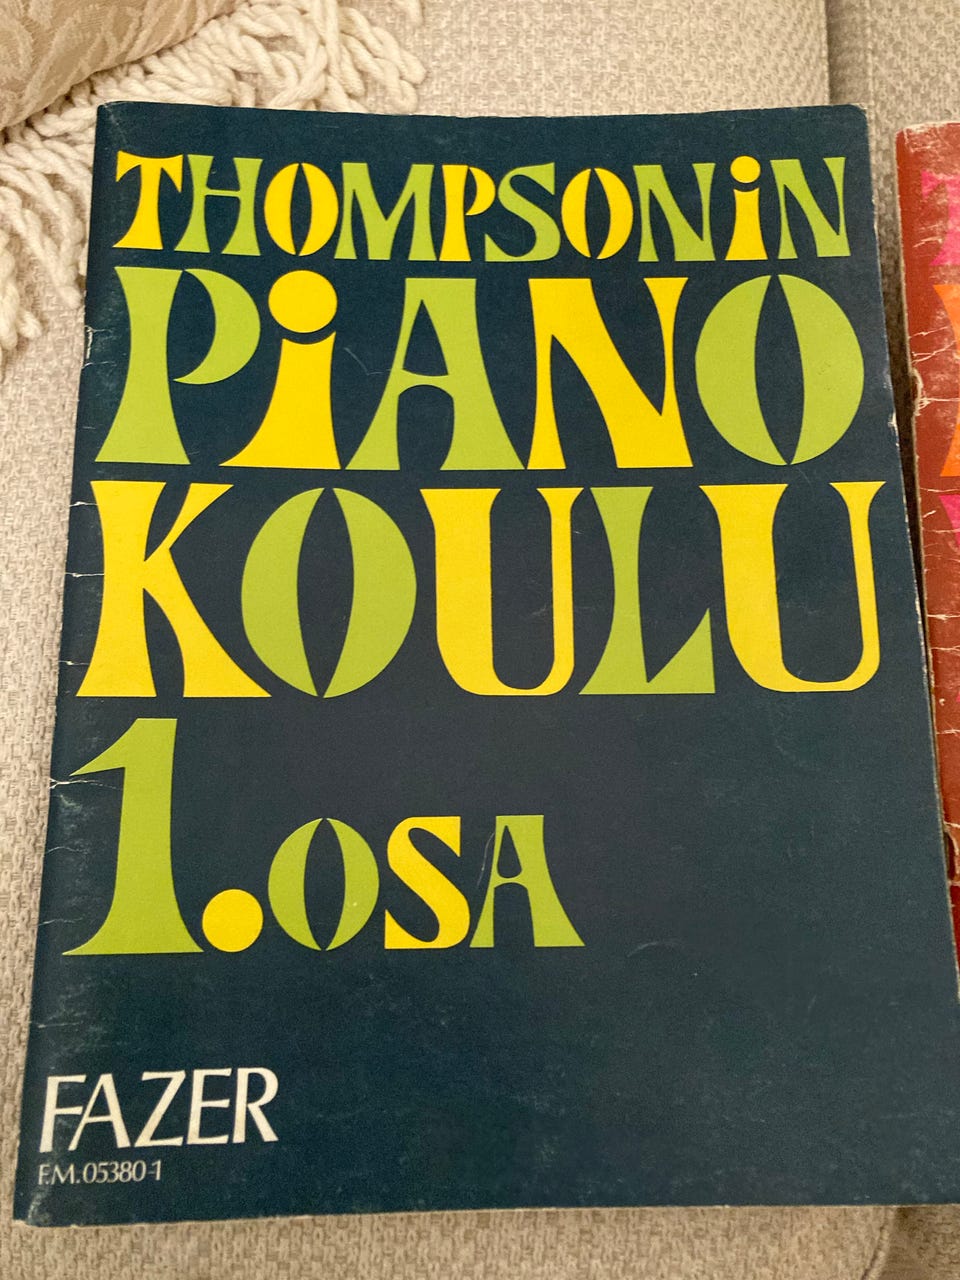 THOMPSONiN
PiANO
KOULU
1.OSA
FAZER
F.M. 05380-1